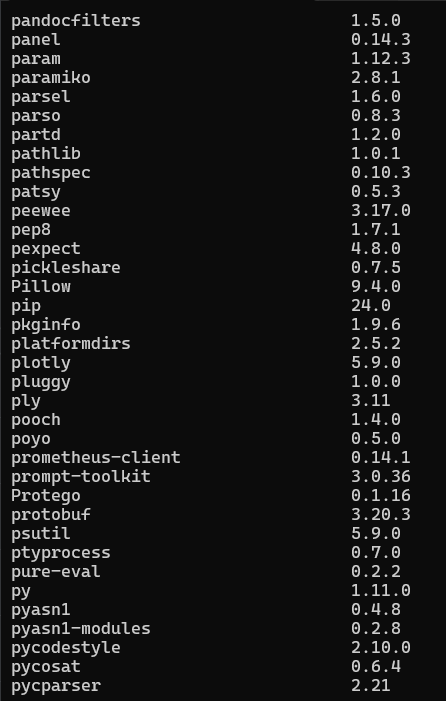 pandocfilters 1.5.0
panel 0.14.3
param 1.12.3
paramiko 2.8.1
parsel 1.6.0
parso 0.8.3
partd 1.2.0
pathlib 1.0.1
pathspec 0.10.3
patsy 0.5.3
peewee 3.17.0
pep8 1.7.1
pexpect 4.8.0
pickleshare 0.7.5
Pillow 9.4.0
pip 24.0
pkginfo 1.9.6
platformdirs 2.5.2
plotly 5.9.0
pluggy 1.0.0
ply 3.11
pooch 1.4.0
poyo 0.5.0
prometheus-client 0.14.1
prompt-toolkit 3.0.36
Protego 0.1.16
protobuf 3.20.3
psutil 5.9.0
ptyprocess 0.7.0
pure-eval 0.2.2
py 1.11.0
pyasn1 0.4.8
pyasn1-modules 0.2.8
pycodestyle 2.10.0
pycosat 0.6.4
pycparser 2.21